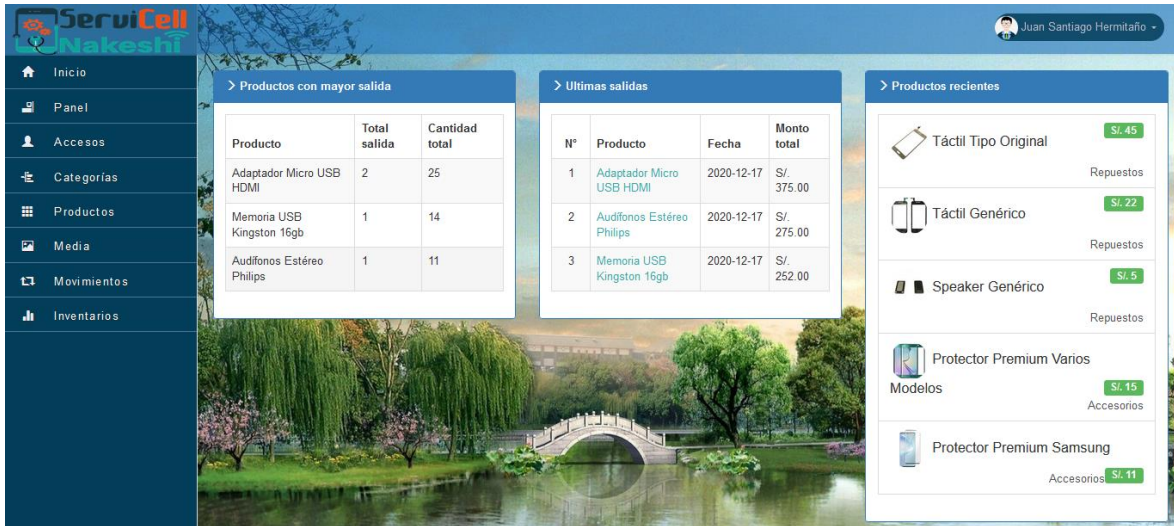 ServiCell
Nakeshi
Juan Santiago Hermitaño
Inicio
Panel
Accesos
Categorías
Productos
Media
Movimientos
Inventarios
Productos con mayor salida
Producto Total salida Cantidad total
Adaptador Micro USB HDMI 2 25
Memoria USB Kingston 16gb 1 14
Audífonos Estéreo Philips 1 11
Ultimas salidas
N° Producto Fecha Monto total
1 Adaptador Micro USB HDMI 2020-12-17 S/. 375.00
2 Audífonos Estéreo Philips 2020-12-17 S/. 275.00
3 Memoria USB Kingston 16gb 2020-12-17 S/. 252.00
Productos recientes
Táctil Tipo Original S/. 45
Repuestos
Táctil Genérico S/. 22
Repuestos
Speaker Genérico S/. 5
Repuestos
Protector Premium Varios
Modelos S/. 15
Accesorios
Protector Premium Samsung
Accesorios S/. 11